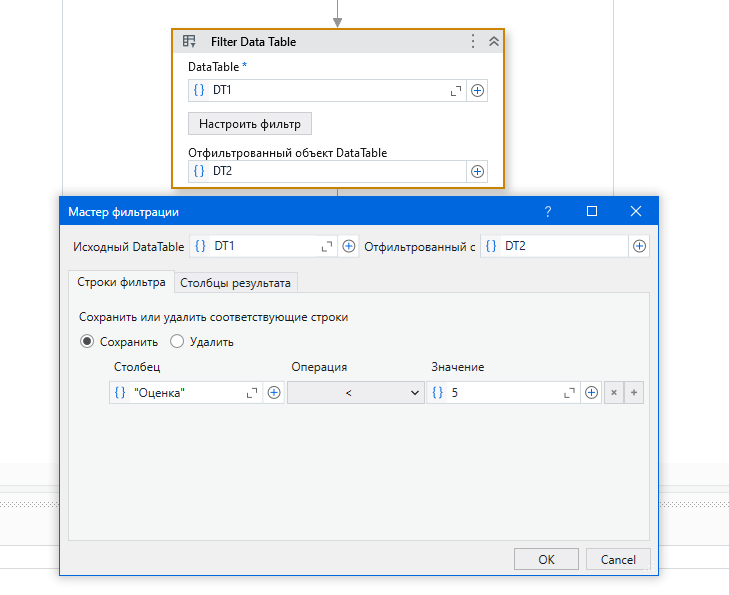 Filter Data Table
DataTable *
{ } DT1
Настроить фильтр
Отфильтрованный объект DataTable
{ } DT2
Мастер фильтрации
Исходный DataTable { } DT1 Отфильтрованный с { } DT2
Строки фильтра Столбцы результата
Сохранить или удалить соответствующие строки
Сохранить Удалить
Столбец Операция Значение
{ } "Оценка" < { } 5
OK Cancel